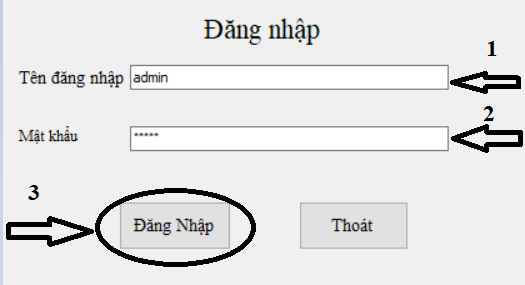 Đăng nhập
1
Tên đăng nhập admin
2
Mật khẩu *****
3
Đăng Nhập Thoát